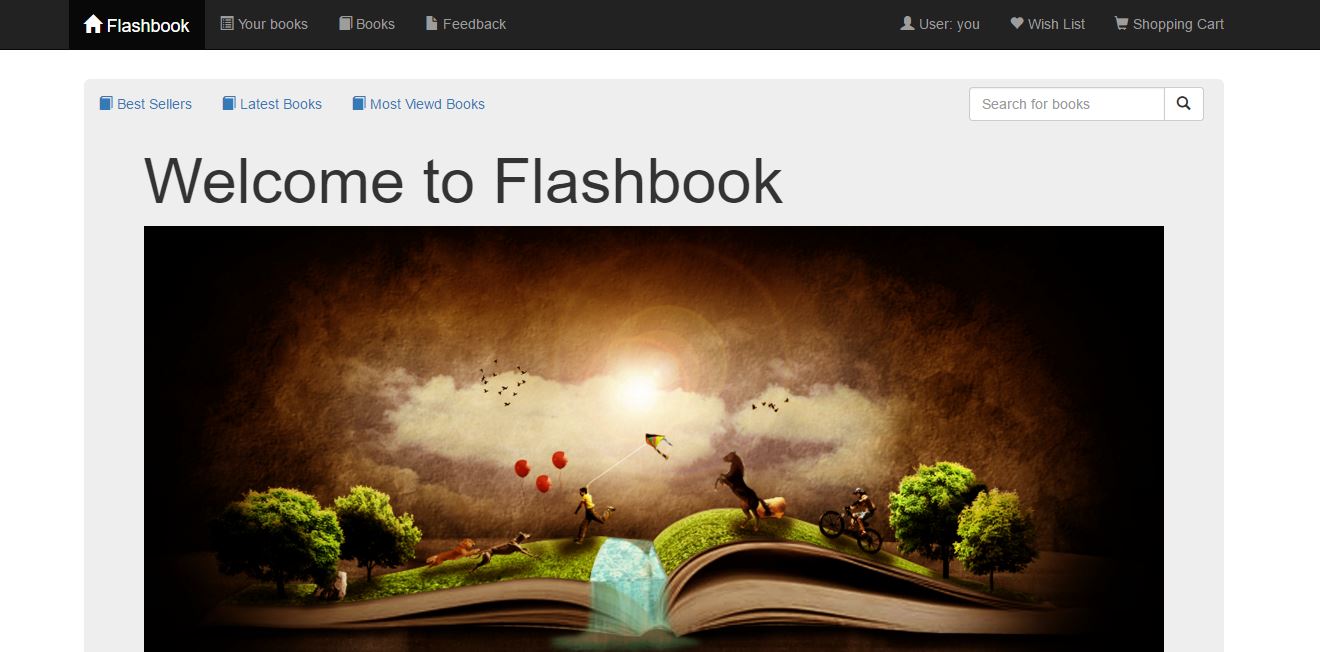 Flashbook Your books Books Feedback User: you Wish List Shopping Cart
Best Sellers Latest Books Most Viewd Books Search for books
Welcome to Flashbook